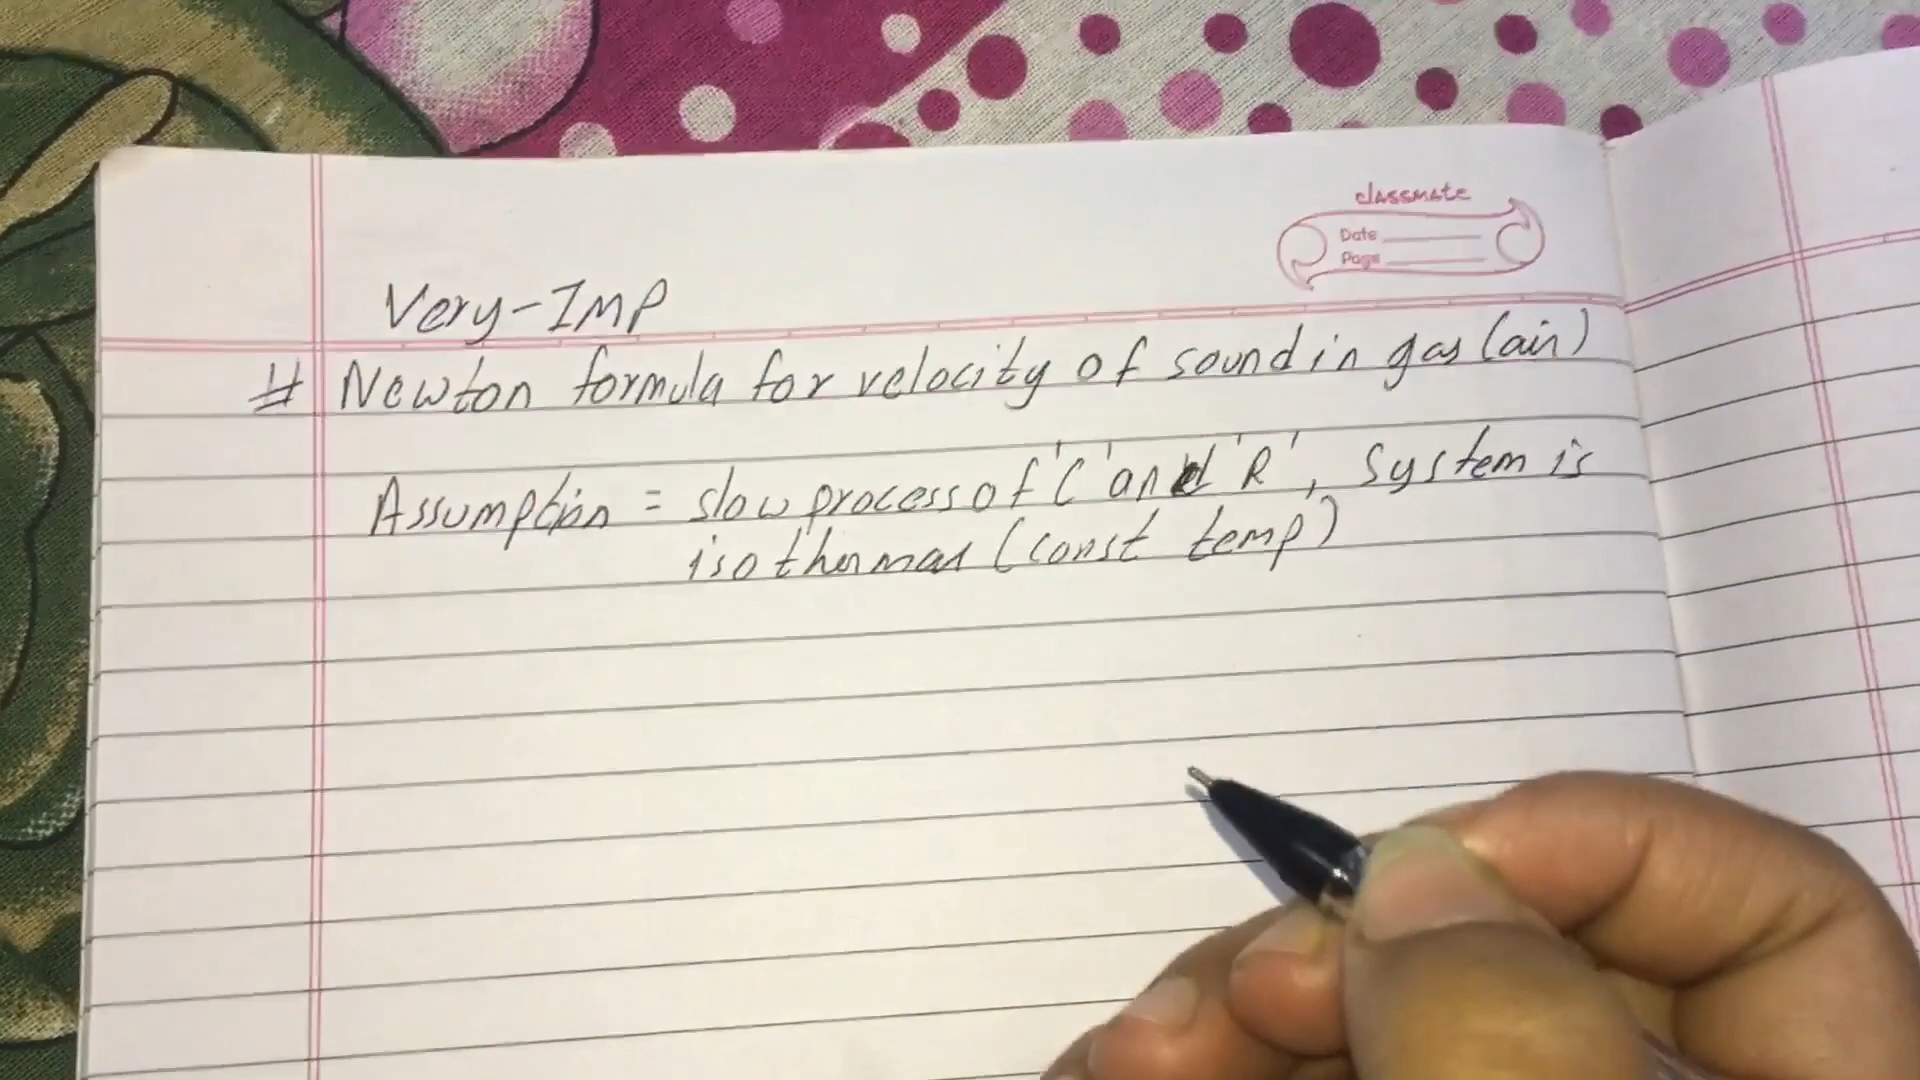 classmate
Date
Page
Very-IMP
# Newton formula for velocity of sound in gas (air)
Assumption = slow process of 'C' and 'R', System is
isothermal (const temp)